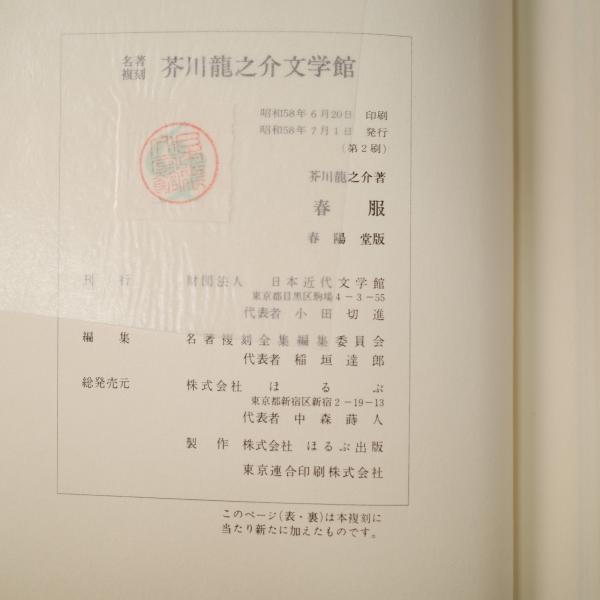 名著
複刻 芥川龍之介文学館
昭和58年6月20日 印刷
昭和58年7月1日 発行
(第2刷)
芥川龍之介著
春服
春陽堂版
刊行 財団法人 日本近代文学館
東京都目黒区駒場4-3-55
代表者 小田切進
編集 名著複刻全集編集委員会
代表者 稲垣達郎
総発売元 株式会社 ほるぷ
東京都新宿区新宿2-19-13
代表者 中森蒔人
製作 株式会社 ほるぷ出版
東京連合印刷株式会社
このページ(表・裏)は本複刻に
当たり新たに加えたものです。